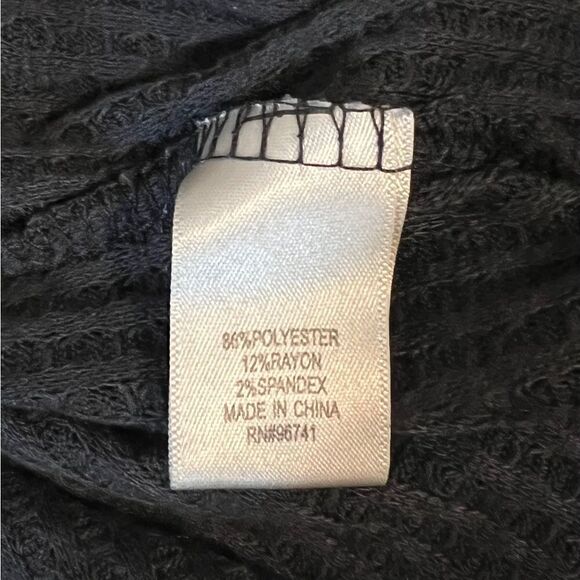 86%POLYESTER
12%RAYON
2%SPANDEX
MADE IN CHINA
RN#96741